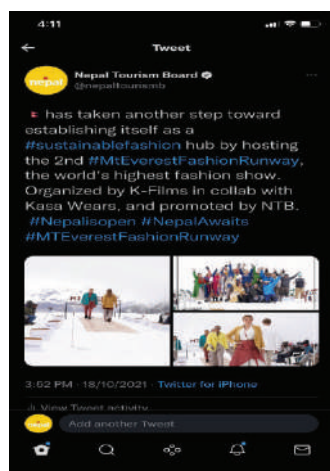 4:11
Tweet
nepal
Nepal Tourism Board
@nepaltourismb
has taken another step toward
establishing itself as a
#sustainablefashion hub by hosting
the 2nd #MtEverestFashionRunway,
the world's highest fashion show.
Organized by K-Films in collab with
Kasa Wears, and promoted by NTB.
#Nepalisopen #NepalAwaits
#MTEverestFashionRunway
3:52 PM · 18/10/2021 · Twitter for iPhone
View Tweet activity
nepal
Add another Tweet